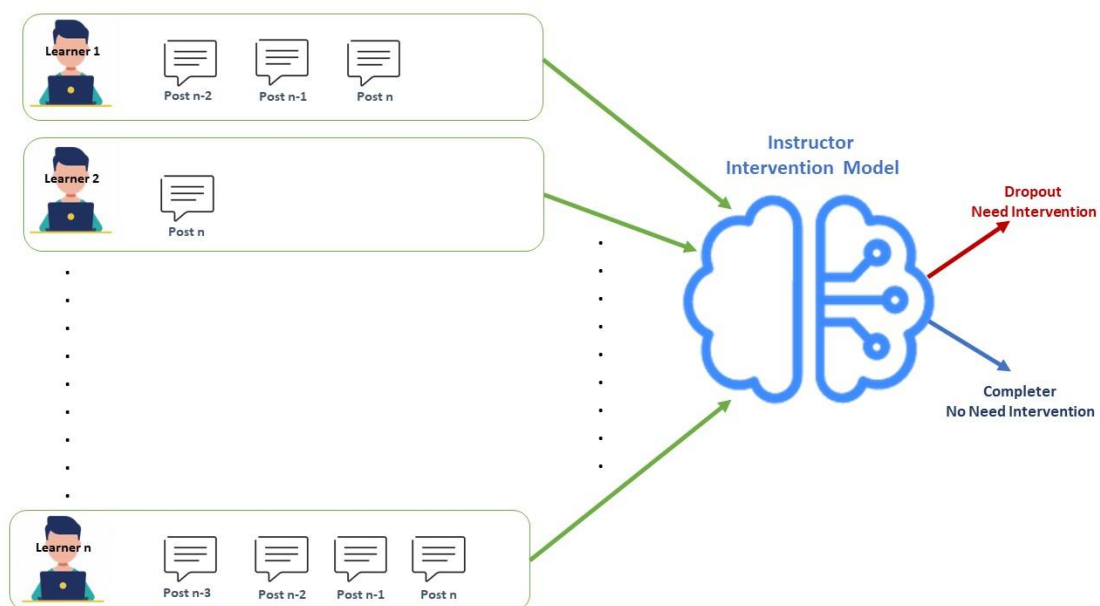 Learner 1
Post n-2
Post n-1
Post n
Learner 2
Post n
Instructor
Intervention Model
Dropout
Need Intervention
Completer
No Need Intervention
Learner n
Post n-3
Post n-2
Post n-1
Post n